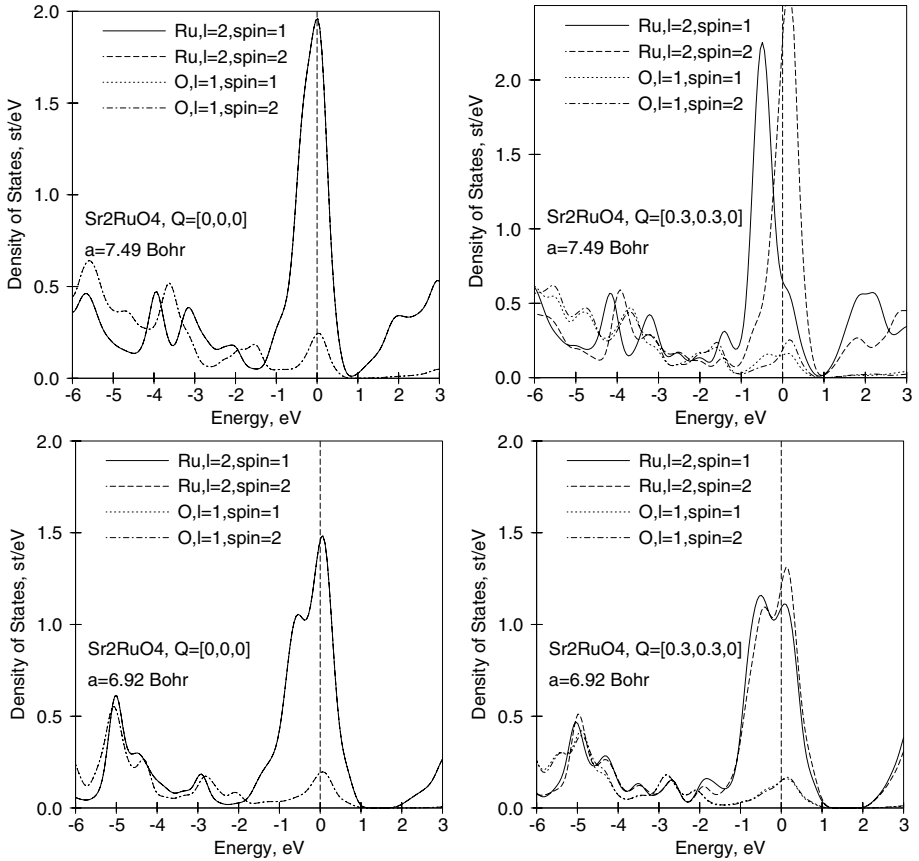 2.0
1.5
1.0
0.5
0.0
Density of States, st/eV
Ru,l=2,spin=1
Ru,l=2,spin=2
O,l=1,spin=1
O,l=1,spin=2
Sr2RuO4, Q=[0,0,0]
a=7.49 Bohr
-6 -5 -4 -3 -2 -1 0 1 2 3
Energy, eV
2.0
1.5
1.0
0.5
0.0
Density of States, st/eV
Ru,l=2,spin=1
Ru,l=2,spin=2
O,l=1,spin=1
O,l=1,spin=2
Sr2RuO4, Q=[0.3,0.3,0]
a=7.49 Bohr
-6 -5 -4 -3 -2 -1 0 1 2 3
Energy, eV
2.0
1.5
1.0
0.5
0.0
Density of States, st/eV
Ru,l=2,spin=1
Ru,l=2,spin=2
O,l=1,spin=1
O,l=1,spin=2
Sr2RuO4, Q=[0,0,0]
a=6.92 Bohr
-6 -5 -4 -3 -2 -1 0 1 2 3
Energy, eV
2.0
1.5
1.0
0.5
0.0
Density of States, st/eV
Ru,l=2,spin=1
Ru,l=2,spin=2
O,l=1,spin=1
O,l=1,spin=2
Sr2RuO4, Q=[0.3,0.3,0]
a=6.92 Bohr
-6 -5 -4 -3 -2 -1 0 1 2 3
Energy, eV